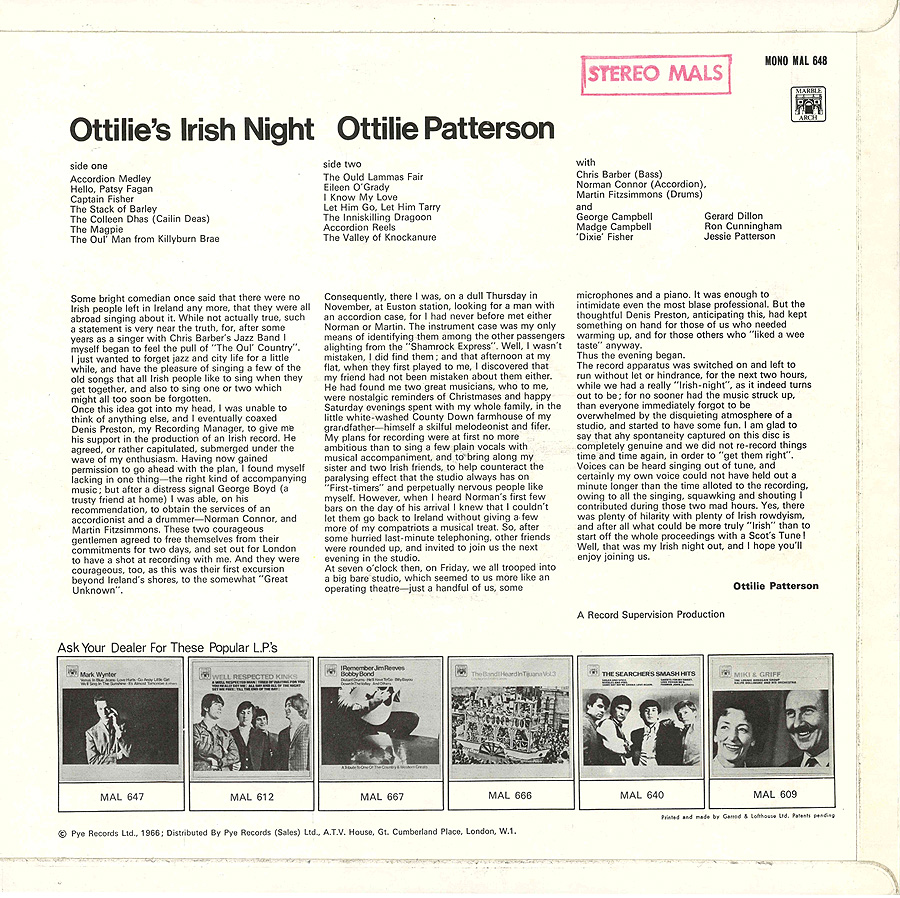 STEREO MALS
MONO MAL 648
MARBLE
ARCH
Ottilie's Irish Night Ottilie Patterson
side one
Accordion Medley
Hello, Patsy Fagan
Captain Fisher
The Stack of Barley
The Colleen Dhas (Cailin Deas)
The Magpie
The Oul' Man from Killyburn Brae
side two
The Ould Lammas Fair
Eileen O'Grady
I Know My Love
Let Him Go, Let Him Tarry
The Inniskilling Dragoon
Accordion Reels
The Valley of Knockanure
with
Chris Barber (Bass)
Norman Connor (Accordion),
Martin Fitzsimmons (Drums)
and
George Campbell
Madge Campbell
'Dixie' Fisher
Gerard Dillon
Ron Cunningham
Jessie Patterson
Some bright comedian once said that there were no
Irish people left in Ireland any more, that they were all
abroad singing about it. While not actually true, such
a statement is very near the truth, for, after some
years as a singer with Chris Barber's Jazz Band I
myself began to feel the pull of "The Oul' Country".
I just wanted to forget jazz and city life for a little
while, and have the pleasure of singing a few of the
old songs that all Irish people like to sing when they
get together, and also to sing one or two which
might all too soon be forgotten.
Once this idea got into my head, I was unable to
think of anything else, and I eventually coaxed
Denis Preston, my Recording Manager, to give me
his support in the production of an Irish record. He
agreed, or rather capitulated, submerged under the
wave of my enthusiasm. Having now gained
permission to go ahead with the plan, I found myself
lacking in one thing—the right kind of accompanying
music; but after a distress signal George Boyd (a
trusty friend at home) I was able, on his
recommendation, to obtain the services of an
accordionist and a drummer—Norman Connor, and
Martin Fitzsimmons. These two courageous
gentlemen agreed to free themselves from their
commitments for two days, and set out for London
to have a shot at recording with me. And they were
courageous, too, as this was their first excursion
beyond Ireland's shores, to the somewhat "Great
Unknown".
Consequently, there I was, on a dull Thursday in
November, at Euston station, looking for a man with
an accordion case, for I had never before met either
Norman or Martin. The instrument case was my only
means of identifying them among the other passengers
alighting from the "Shamrock Express". Well, I wasn't
mistaken, I did find them; and that afternoon at my
flat, when they first played to me, I discovered that
my friend had not been mistaken about them either.
He had found me two great musicians, who to me,
were nostalgic reminders of Christmases and happy
Saturday evenings spent with my whole family, in the
little white-washed County Down farmhouse of my
grandfather—himself a skilful melodeonist and fifer.
My plans for recording were at first no more
ambitious than to sing a few plain vocals with
musical accompaniment, and to bring along my
sister and two Irish friends, to help counteract the
paralysing effect that the studio always has on
"First-timers" and perpetually nervous people like
myself. However, when I heard Norman's first few
bars on the day of his arrival I knew that I couldn't
let them go back to Ireland without giving a few
more of my compatriots a musical treat. So, after
some hurried last-minute telephoning, other friends
were rounded up, and invited to join us the next
evening in the studio.
At seven o'clock then, on Friday, we all trooped into
a big bare studio, which seemed to us more like an
operating theatre—just a handful of us, some
microphones and a piano. It was enough to
intimidate even the most blase professional. But the
thoughtful Denis Preston, anticipating this, had kept
something on hand for those of us who needed
warming up, and for those others who "liked a wee
taste" anyway.
Thus the evening began.
The record apparatus was switched on and left to
run without let or hindrance, for the next two hours,
while we had a really "Irish-night", as it indeed turns
out to be; for no sooner had the music struck up,
than everyone immediately forgot to be
overwhelmed by the disquieting atmosphere of a
studio, and started to have some fun. I am glad to
say that ahy spontaneity captured on this disc is
completely genuine and we did not re-record things
time and time again, in order to "get them right".
Voices can be heard singing out of tune, and
certainly my own voice could not have held out a
minute longer than the time alloted to the recording,
owing to all the singing, squawking and shouting I
contributed during those two mad hours. Yes, there
was plenty of hilarity with plenty of Irish rowdyism,
and after all what could be more truly "Irish" than to
start off the whole proceedings with a Scot's Tune!
Well, that was my Irish night out, and I hope you'll
enjoy joining us.
Ottilie Patterson
A Record Supervision Production
Ask Your Dealer For These Popular L.P.'s
Mark Wynter
WELL RESPECTED KINKS
I Remember Jim Reeves
Bobby Bond
The Band I Heard in Tijuana Vol.3
THE SEARCHERS SMASH HITS
MIKI & GRIFF
MAL 647
MAL 612
MAL 667
MAL 666
MAL 640
MAL 609
Printed and made by Garrod & Lofthouse Ltd. Patents pending
© Pye Records Ltd., 1966; Distributed By Pye Records (Sales) Ltd., A.T.V. House, Gt. Cumberland Place, London, W.1.